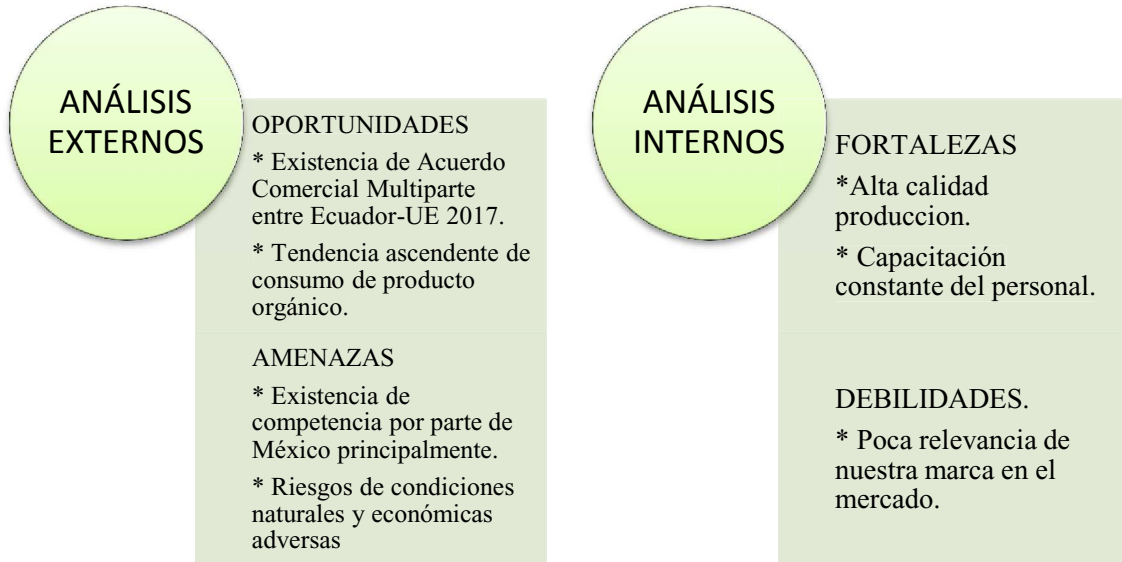 ANÁLISIS
EXTERNOS
OPORTUNIDADES
* Existencia de Acuerdo
Comercial Multiparte
entre Ecuador-UE 2017.
* Tendencia ascendente de
consumo de producto
orgánico.
AMENAZAS
* Existencia de
competencia por parte de
México principalmente.
* Riesgos de condiciones
naturales y económicas
adversas
ANÁLISIS
INTERNOS
FORTALEZAS
*Alta calidad
produccion.
* Capacitación
constante del personal.
DEBILIDADES.
* Poca relevancia de
nuestra marca en el
mercado.